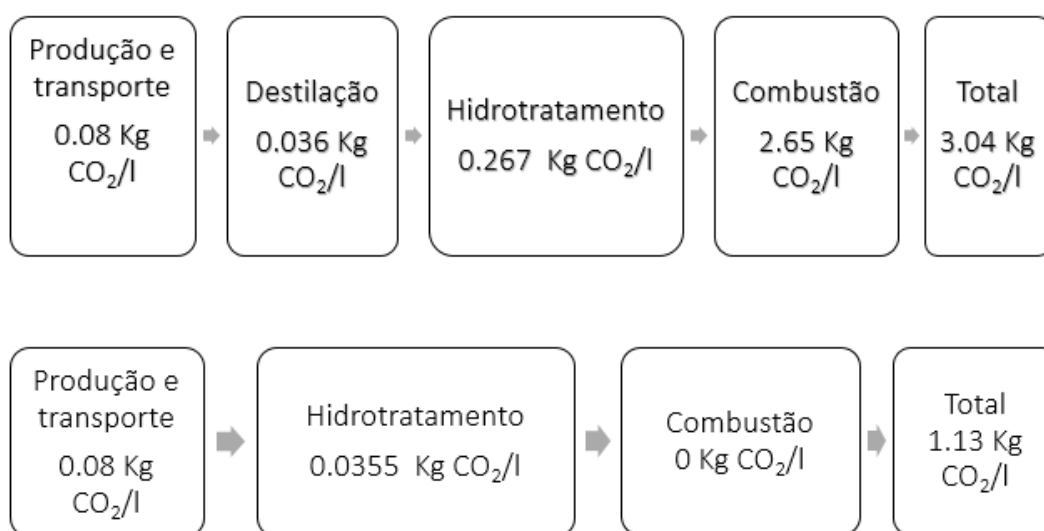 Produção e
transporte
0.08 Kg
CO₂/l
Destilação
0.036 Kg
CO₂/l
Hidrotratamento
0.267 Kg CO₂/l
Combustão
2.65 Kg
CO₂/l
Total
3.04 Kg
CO₂/l
Produção e
transporte
0.08 Kg
CO₂/l
Hidrotratamento
0.0355 Kg CO₂/l
Combustão
0 Kg CO₂/l
Total
1.13 Kg
CO₂/l